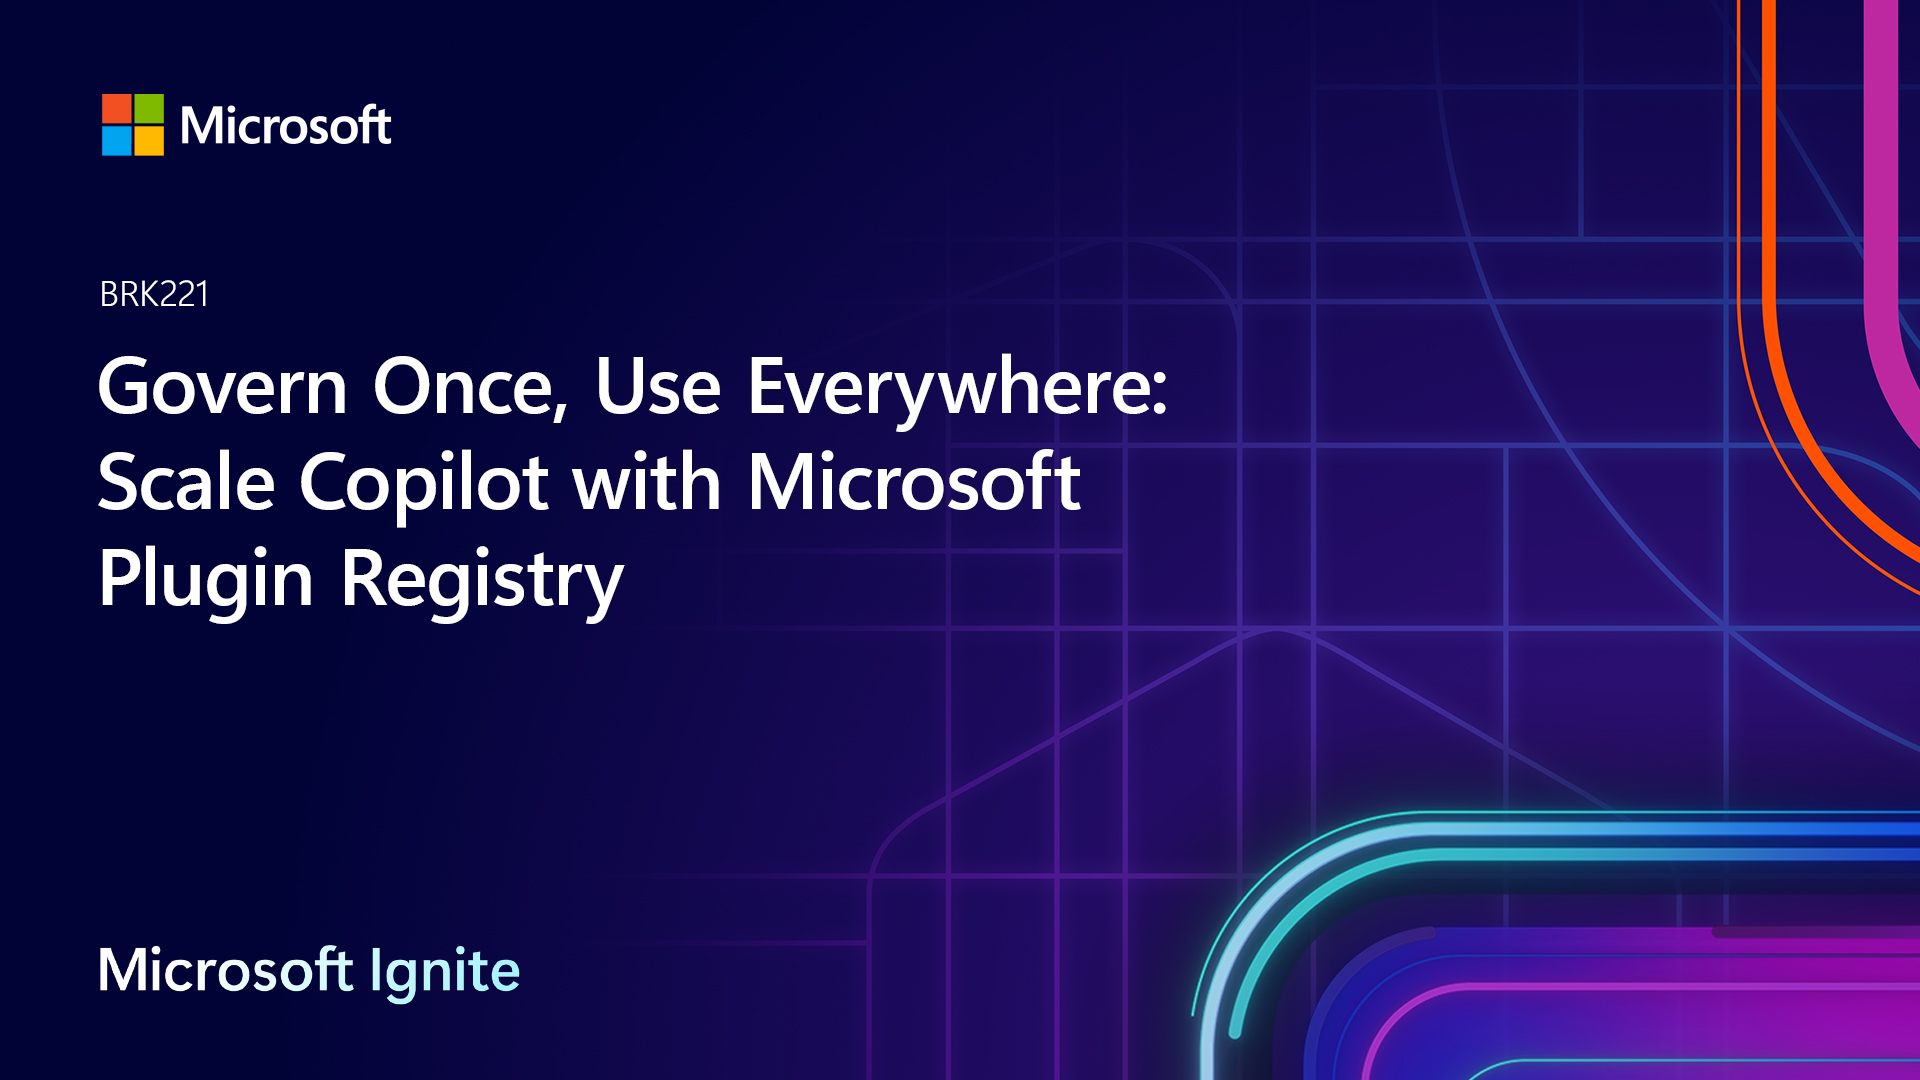 Microsoft
BRK221
Govern Once, Use Everywhere:
Scale Copilot with Microsoft
Plugin Registry
Microsoft Ignite